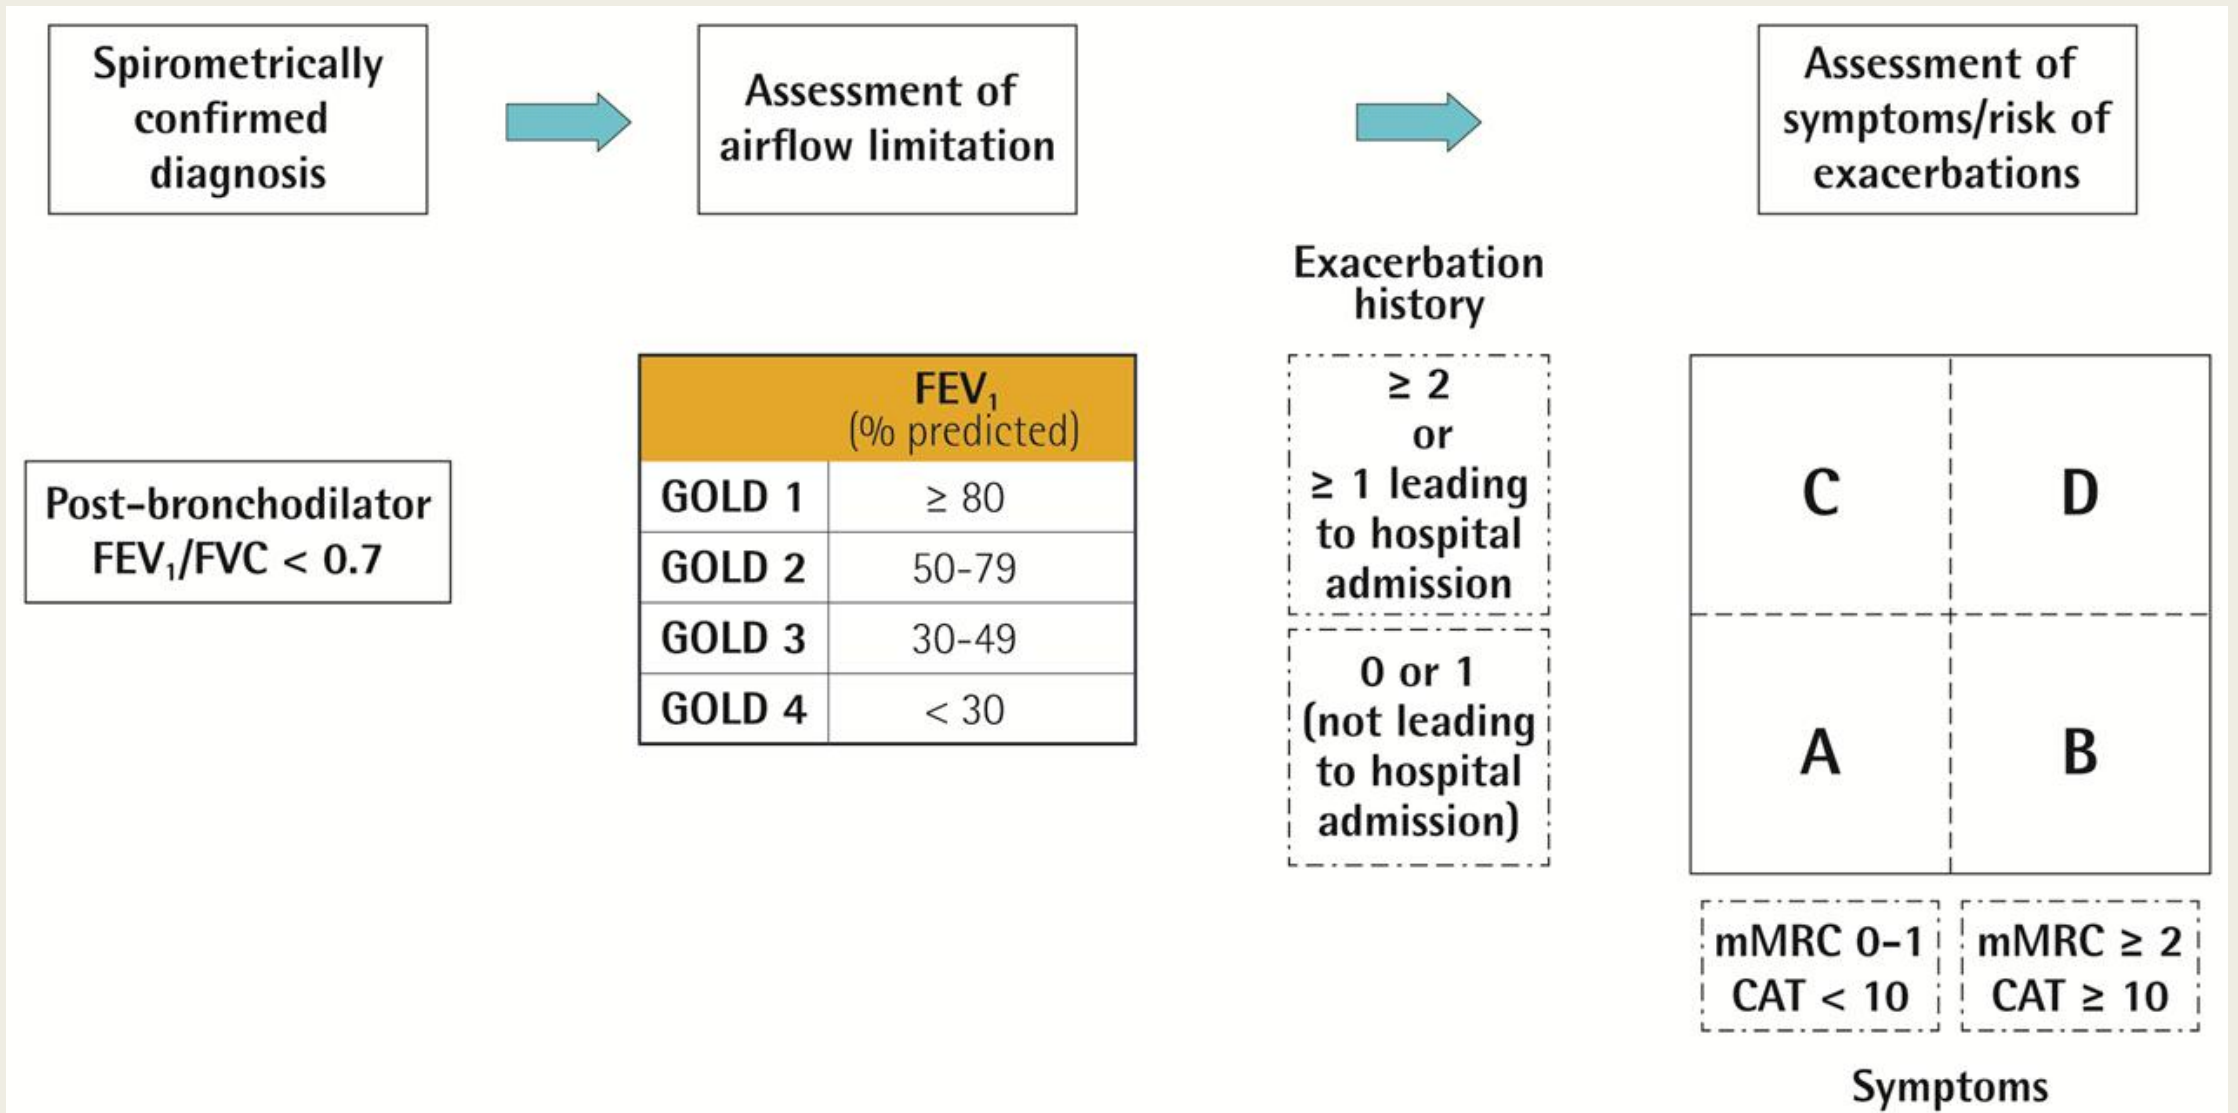 Spirometrically
confirmed
diagnosis
Assessment of
airflow limitation
Assessment of
symptoms/risk of
exacerbations
Post-bronchodilator
FEV₁/FVC < 0.7
FEV₁
(% predicted)
GOLD 1 ≥ 80
GOLD 2 50-79
GOLD 3 30-49
GOLD 4 < 30
Exacerbation
history
≥ 2
or
≥ 1 leading
to hospital
admission
0 or 1
(not leading
to hospital
admission)
C D
A B
mMRC 0-1
CAT < 10
mMRC ≥ 2
CAT ≥ 10
Symptoms